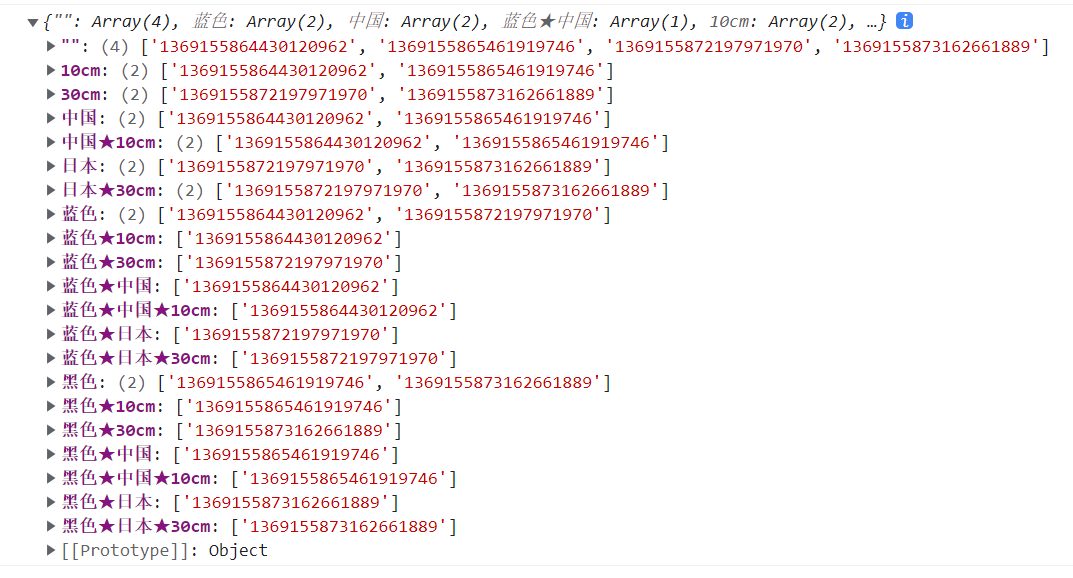 {"": Array(4), 蓝色: Array(2), 中国: Array(2), 蓝色★中国: Array(1), 10cm: Array(2), …} i
"": (4) ['1369155864430120962', '1369155865461919746', '1369155872197971970', '1369155873162661889']
10cm: (2) ['1369155864430120962', '1369155865461919746']
30cm: (2) ['1369155872197971970', '1369155873162661889']
中国: (2) ['1369155864430120962', '1369155865461919746']
中国★10cm: (2) ['1369155864430120962', '1369155865461919746']
日本: (2) ['1369155872197971970', '1369155873162661889']
日本★30cm: (2) ['1369155872197971970', '1369155873162661889']
蓝色: (2) ['1369155864430120962', '1369155872197971970']
蓝色★10cm: ['1369155864430120962']
蓝色★30cm: ['1369155872197971970']
蓝色★中国: ['1369155864430120962']
蓝色★中国★10cm: ['1369155864430120962']
蓝色★日本: ['1369155872197971970']
蓝色★日本★30cm: ['1369155872197971970']
黑色: (2) ['1369155865461919746', '1369155873162661889']
黑色★10cm: ['1369155865461919746']
黑色★30cm: ['1369155873162661889']
黑色★中国: ['1369155865461919746']
黑色★中国★10cm: ['1369155865461919746']
黑色★日本: ['1369155873162661889']
黑色★日本★30cm: ['1369155873162661889']
[[Prototype]]: Object